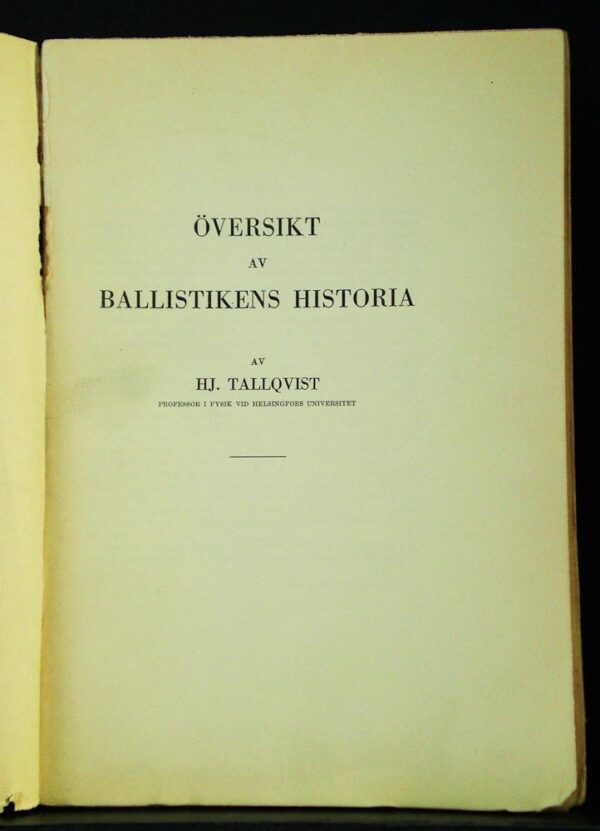 ÖVERSIKT
AV
BALLISTIKENS HISTORIA
AV
HJ. TALLQVIST
PROFESSOR I FYSIK VID HELSINGFORS UNIVERSITET